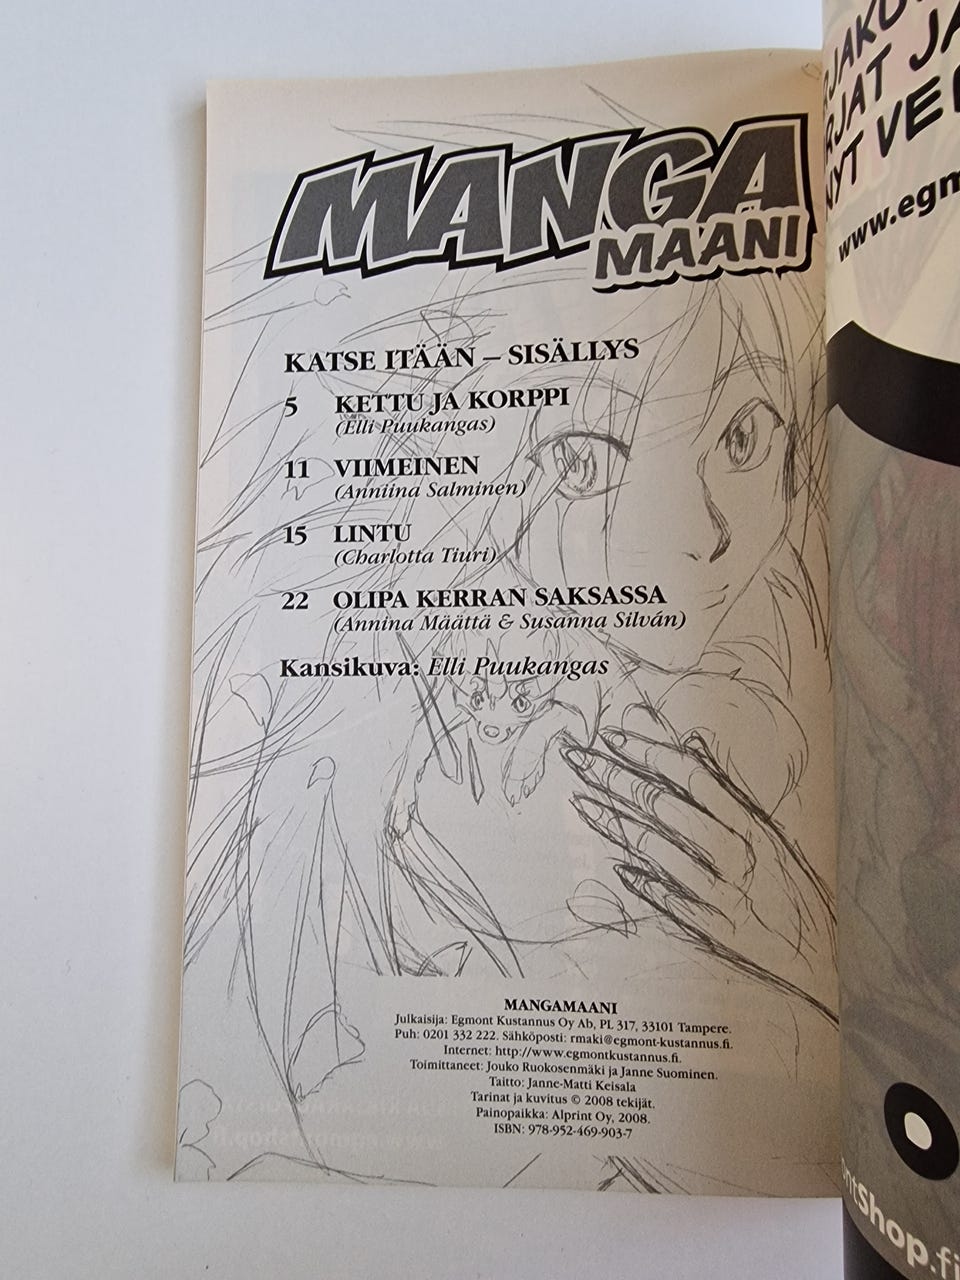 MANGA
MAANI
KATSE ITÄÄN – SISÄLLYS
5 KETTU JA KORPPI
(Elli Puukangas)
11 VIIMEINEN
(Anniina Salminen)
15 LINTU
(Charlotta Tiuri)
22 OLIPA KERRAN SAKSASSA
(Annina Määttä & Susanna Silván)
Kansikuva: Elli Puukangas
MANGAMAANI
Julkaisija: Egmont Kustannus Oy Ab, PL 317, 33101 Tampere.
Puh: 0201 332 222. Sähköposti: rmaki@egmont-kustannus.fi.
Internet: http://www.egmontkustannus.fi.
Toimittaneet: Jouko Ruokosenmäki ja Janne Suominen.
Taitto: Janne-Matti Keisala
Tarinat ja kuvitus © 2008 tekijät.
Painopaikka: Alprint Oy, 2008.
ISBN: 978-952-469-903-7
www.egm
ntShop.fi